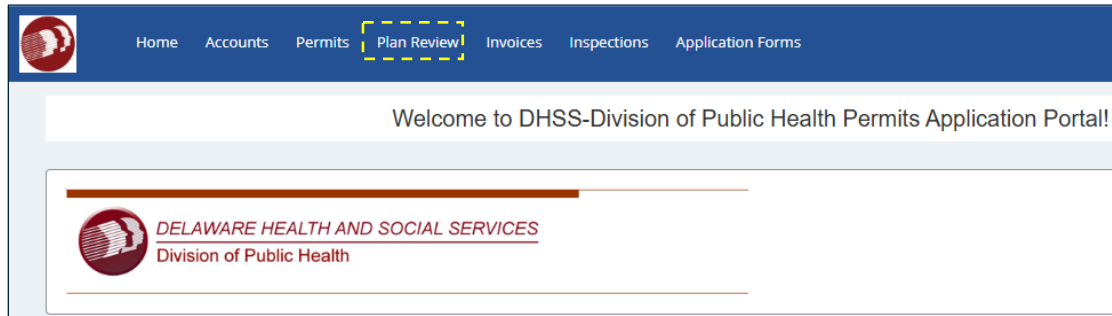 Home Accounts Permits Plan Review Invoices Inspections Application Forms
Welcome to DHSS-Division of Public Health Permits Application Portal!
DELAWARE HEALTH AND SOCIAL SERVICES
Division of Public Health